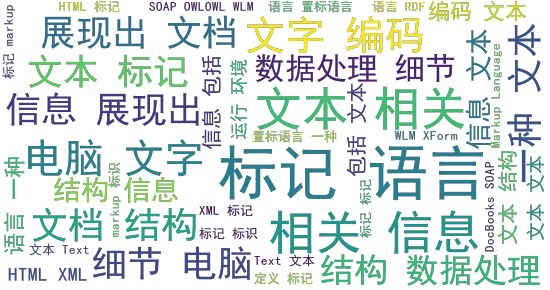 HTML 标记
SOAP OWLOWL WLM
语言 置标语言
语言 RDF
编码 文本
标记 markup
展现出 文档
文字 编码
文本 标记
信息 包括
数据处理 细节
文本
Markup Language
文本
信息 展现出
运行 环境
文本 相关
文本
信息
一种
电脑 文字
置标语言 一种
WLM XForm
包括
标记 语言
结构 信息
markup 标识
语言 一种
文档 结构
XML 标记
标记 标识
相关 信息
标记 标记
DocBooks SOAP
文本 结构
文本 文本
文本 Text
HTML XML
细节 电脑
Text 文本
定义 标记
结构 数据处理